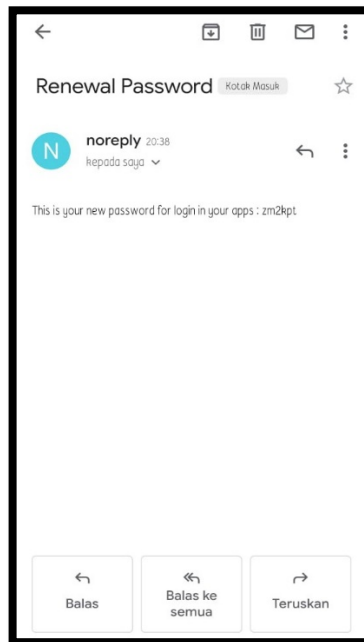 Renewal Password Kotak Masuk
N
noreply 20:38
kepada saya
This is your new password for login in your apps : zm2kpt
Balas
Balas ke
semua
Teruskan